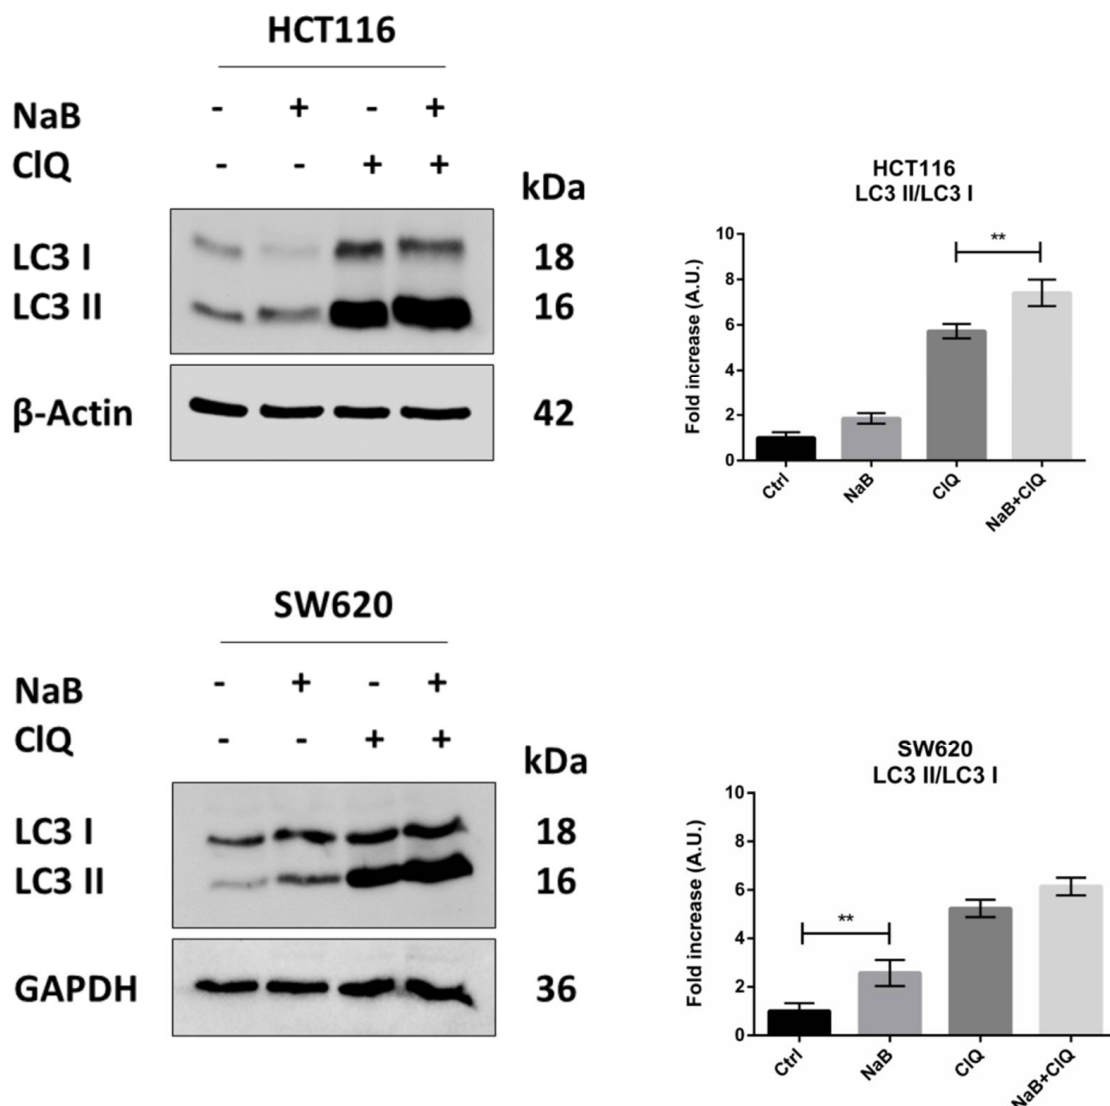 HCT116
NaB - + - +
ClQ - - + +
kDa
LC3 I 18
LC3 II 16
β-Actin 42
HCT116
LC3 II/LC3 I
Fold increase (A.U.)
10
8
6
4
2
0
**
Ctrl
NaB
ClQ
NaB+ClQ
SW620
NaB - + - +
ClQ - - + +
kDa
LC3 I 18
LC3 II 16
GAPDH 36
SW620
LC3 II/LC3 I
Fold increase (A.U.)
10
8
6
4
2
0
**
Ctrl
NaB
ClQ
NaB+ClQ